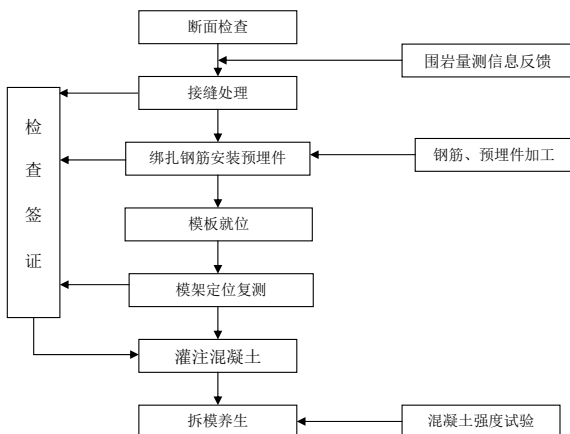 断面检查
围岩量测信息反馈
接缝处理
检查签证
绑扎钢筋安装预埋件
钢筋、预埋件加工
模板就位
模架定位复测
灌注混凝土
拆模养生
混凝土强度试验